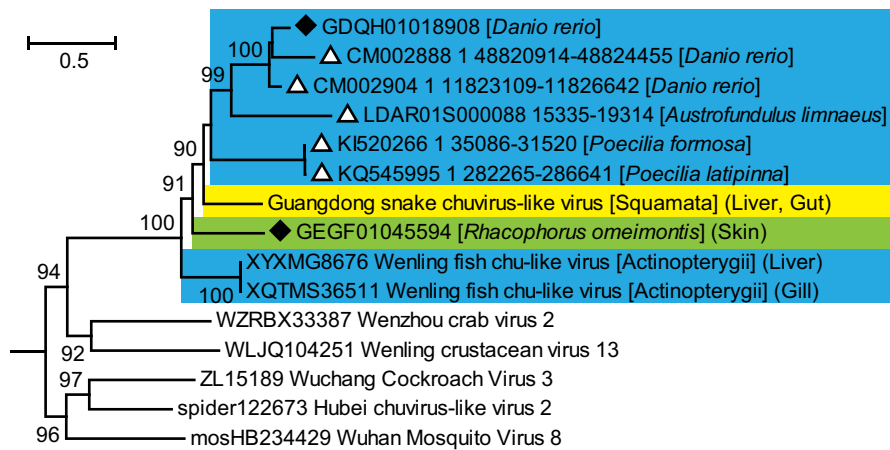 GDQH01018908 [Danio rerio]
100
CM002888 1 48820914-48824455 [Danio rerio]
0.5
99
CM002904 1 11823109-11826642 [Danio rerio]
LDAR01S000088 15335-19314 [Austrofundulus limnaeus]
90
KI520266 1 35086-31520 [Poecilia formosa]
KQ545995 1 282265-286641 [Poecilia latipinna]
91
Guangdong snake chuvirus-like virus [Squamata] (Liver, Gut)
100
GEGF01045594 [Rhacophorus omeimontis] (Skin)
XYXMG8676 Wenling fish chu-like virus [Actinopterygii] (Liver)
94
100
XQTMS36511 Wenling fish chu-like virus [Actinopterygii] (Gill)
WZRBX33387 Wenzhou crab virus 2
92
WLJQ104251 Wenling crustacean virus 13
97
ZL15189 Wuchang Cockroach Virus 3
spider122673 Hubei chuvirus-like virus 2
96
mosHB234429 Wuhan Mosquito Virus 8